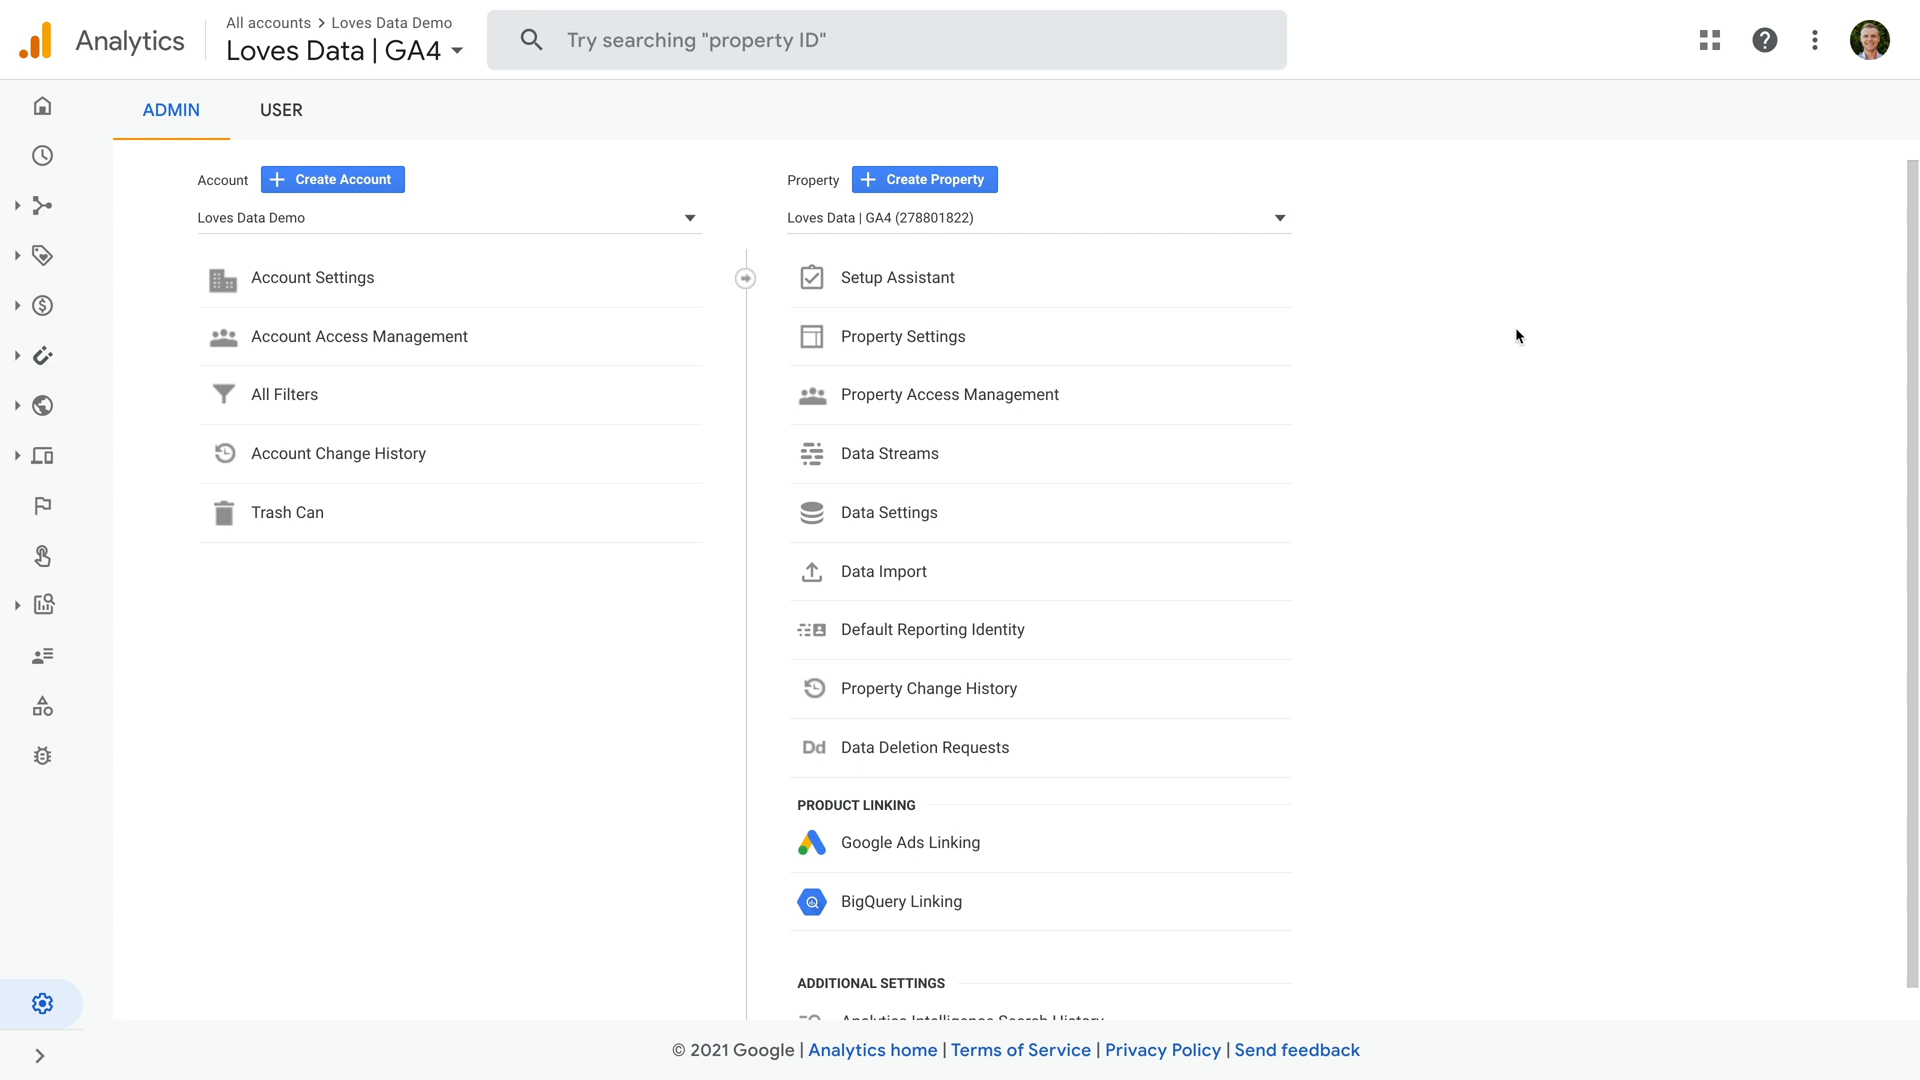 Analytics
All accounts > Loves Data Demo
Loves Data | GA4
Try searching "property ID"
ADMIN
USER
Account
Create Account
Loves Data Demo
Account Settings
Account Access Management
All Filters
Account Change History
Trash Can
Property
Create Property
Loves Data | GA4 (278801822)
Setup Assistant
Property Settings
Property Access Management
Data Streams
Data Settings
Data Import
Default Reporting Identity
Property Change History
Dd Data Deletion Requests
PRODUCT LINKING
Google Ads Linking
BigQuery Linking
ADDITIONAL SETTINGS
Analytics Intelligence Search History
© 2021 Google | Analytics home | Terms of Service | Privacy Policy | Send feedback